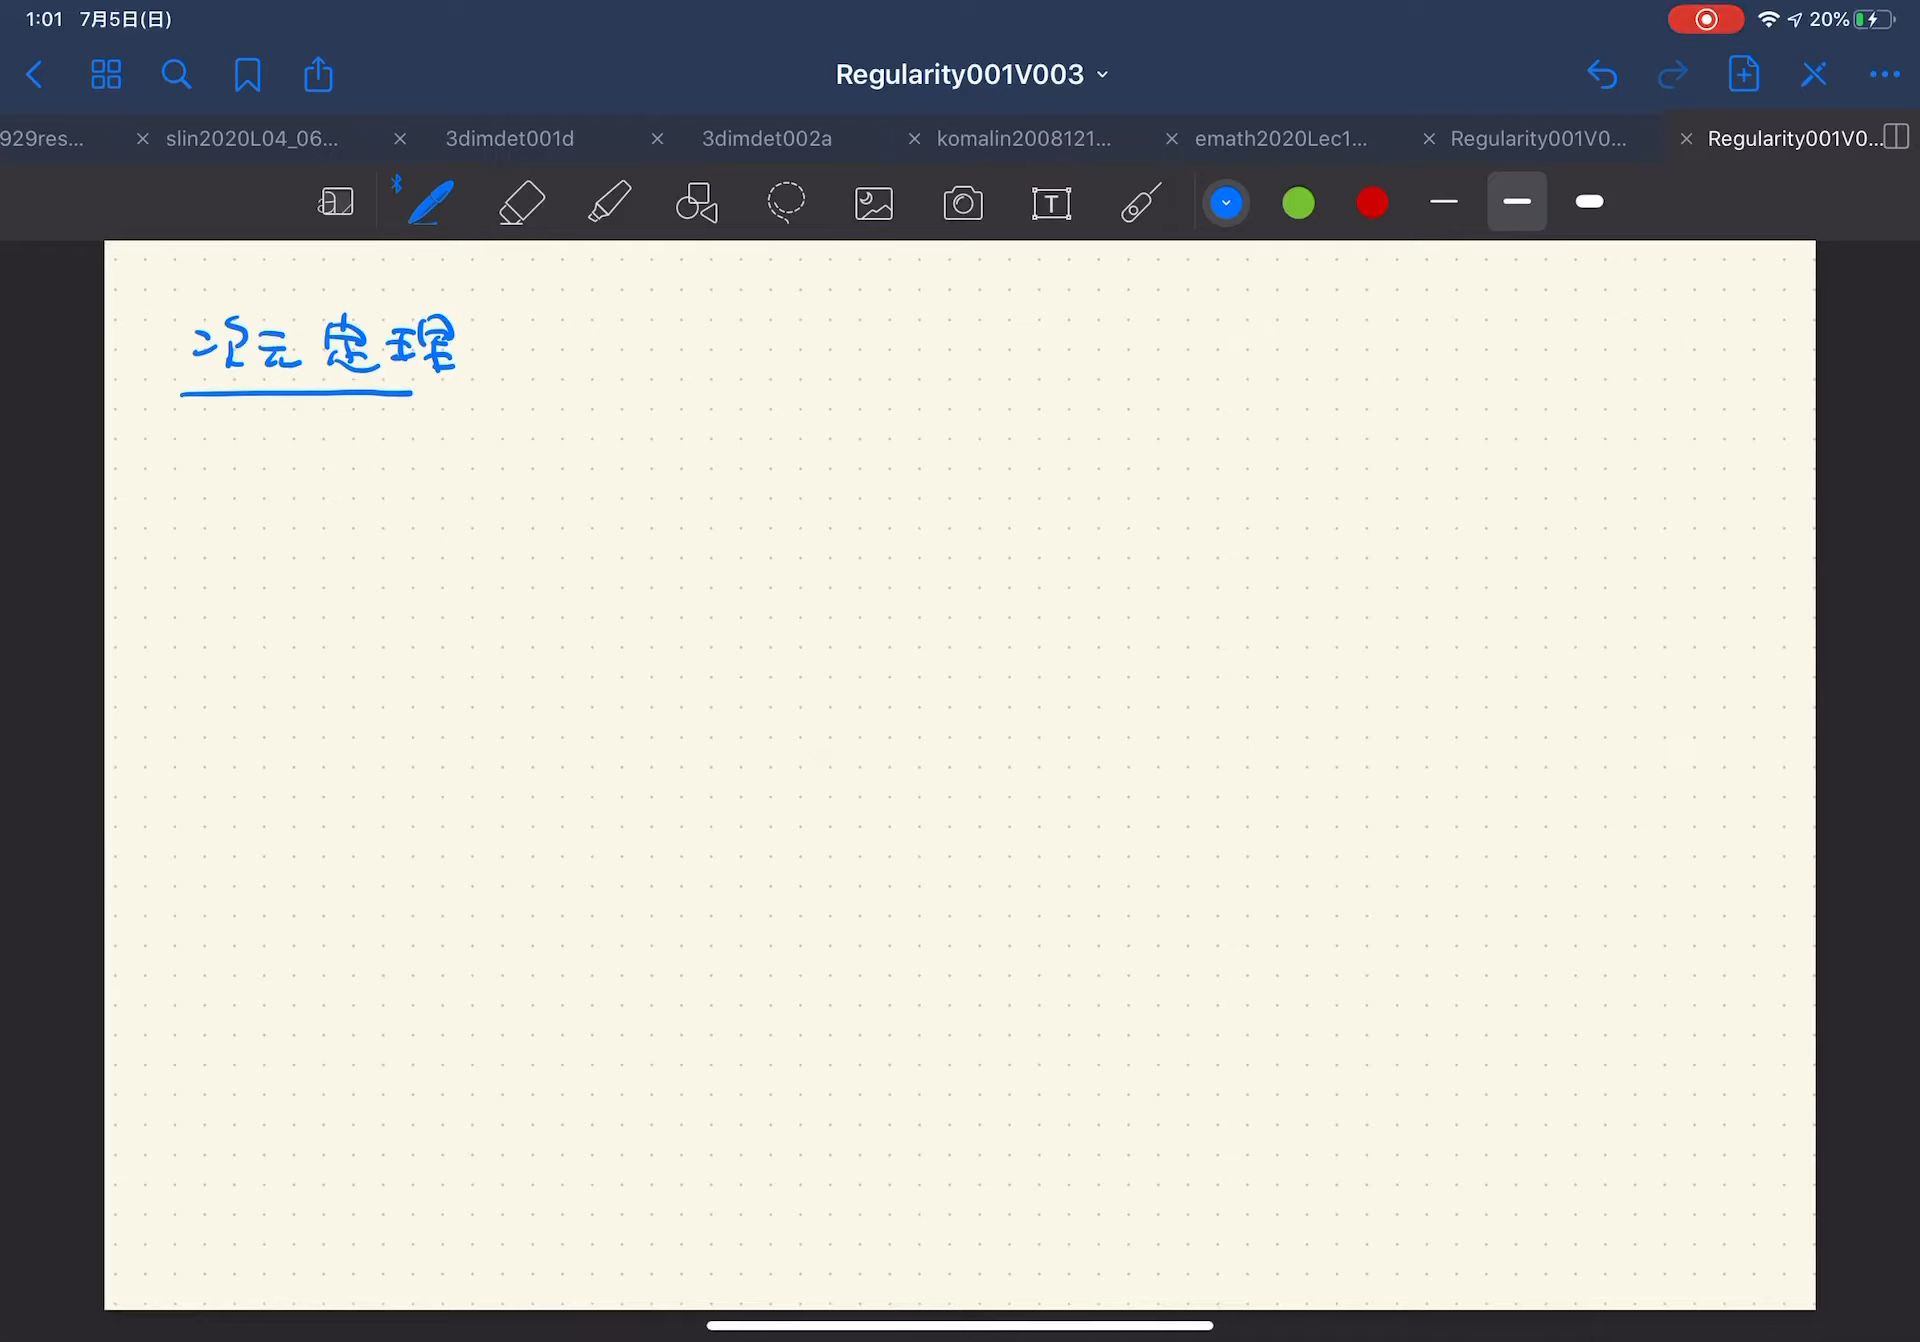 1:01 7月5日(日) 20%
Regularity001V003
929res... slin2020L04_06... 3dimdet001d 3dimdet002a komalin2008121... emath2020Lec1... Regularity001V0... Regularity001V0...
次元定理